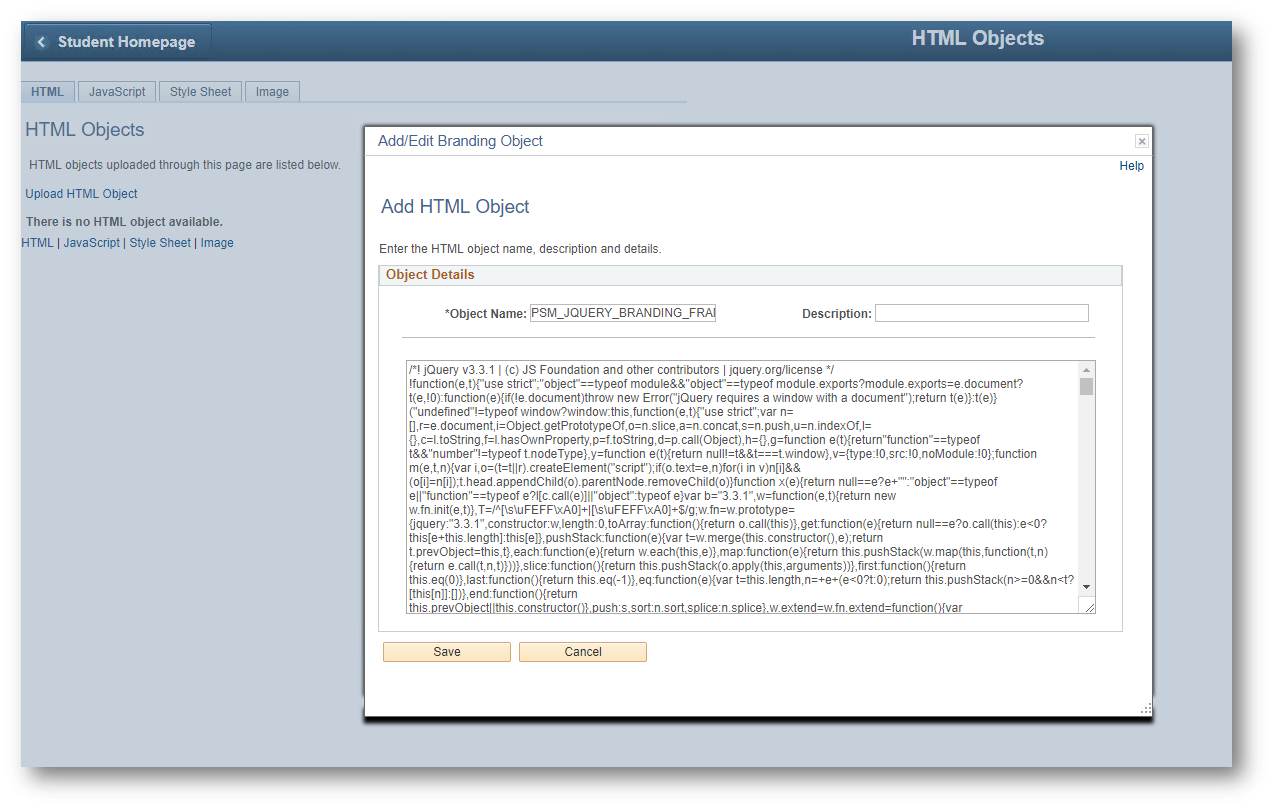 Student Homepage
HTML Objects
HTML
JavaScript
Style Sheet
Image
HTML Objects
HTML objects uploaded through this page are listed below.
Upload HTML Object
There is no HTML object available.
HTML | JavaScript | Style Sheet | Image
Add/Edit Branding Object
Help
Add HTML Object
Enter the HTML object name, description and details.
Object Details
*Object Name: PSM_JQUERY_BRANDING_FRAI
Description:
/*! jQuery v3.3.1 | (c) JS Foundation and other contributors | jquery.org/license */
!function(e,t){"use strict";"object"==typeof module&&"object"==typeof module.exports?module.exports=e.document?
t(e,!0):function(e){if(!e.document)throw new Error("jQuery requires a window with a document");return t(e)}:t(e)}
("undefined"!=typeof window?window:this,function(e,t){"use strict";var n=
[],r=e.document,i=Object.getPrototypeOf,o=n.slice,a=n.concat,s=n.push,u=n.indexOf,l=
{},c=l.toString,f=l.hasOwnProperty,p=f.toString,d=p.call(Object),h={},g=function e(t){return"function"==typeof
t&&"number"!=typeof t.nodeType},y=function e(t){return null!=t&&t===t.window},v={type:!0,src:!0,noModule:!0};function
m(e,t,n){var i,o=(t=t||r).createElement("script");if(o.text=e,n)for(i in v)n[i]&&
(o[i]=n[i]);t.head.appendChild(o).parentNode.removeChild(o)}function x(e){return null==e?e+"":"object"==typeof
e||"function"==typeof e?l[c.call(e)]||"object":typeof e}var b="3.3.1",w=function(e,t){return new
w.fn.init(e,t)},T=/^[\s\uFEFF\xA0]+|[\s\uFEFF\xA0]+$/g;w.fn=w.prototype=
{jquery:"3.3.1",constructor:w,length:0,toArray:function(){return o.call(this)},get:function(e){return null==e?o.call(this):e<0?
this[e+this.length]:this[e]},pushStack:function(e){var t=w.merge(this.constructor(),e);return
t.prevObject=this,t},each:function(e){return w.each(this,e)},map:function(e){return this.pushStack(w.map(this,function(t,n)
{return e.call(t,n,t)}))},slice:function(){return this.pushStack(o.apply(this,arguments))},first:function(){return
this.eq(0)},last:function(){return this.eq(-1)},eq:function(e){var t=this.length,n=+e+(e<0?t:0);return this.pushStack(n>=0&&n<t?
[this[n]]:[])},end:function(){return
this.prevObject||this.constructor()},push:s,sort:n.sort,splice:n.splice},w.extend=w.fn.extend=function(){var
Save
Cancel